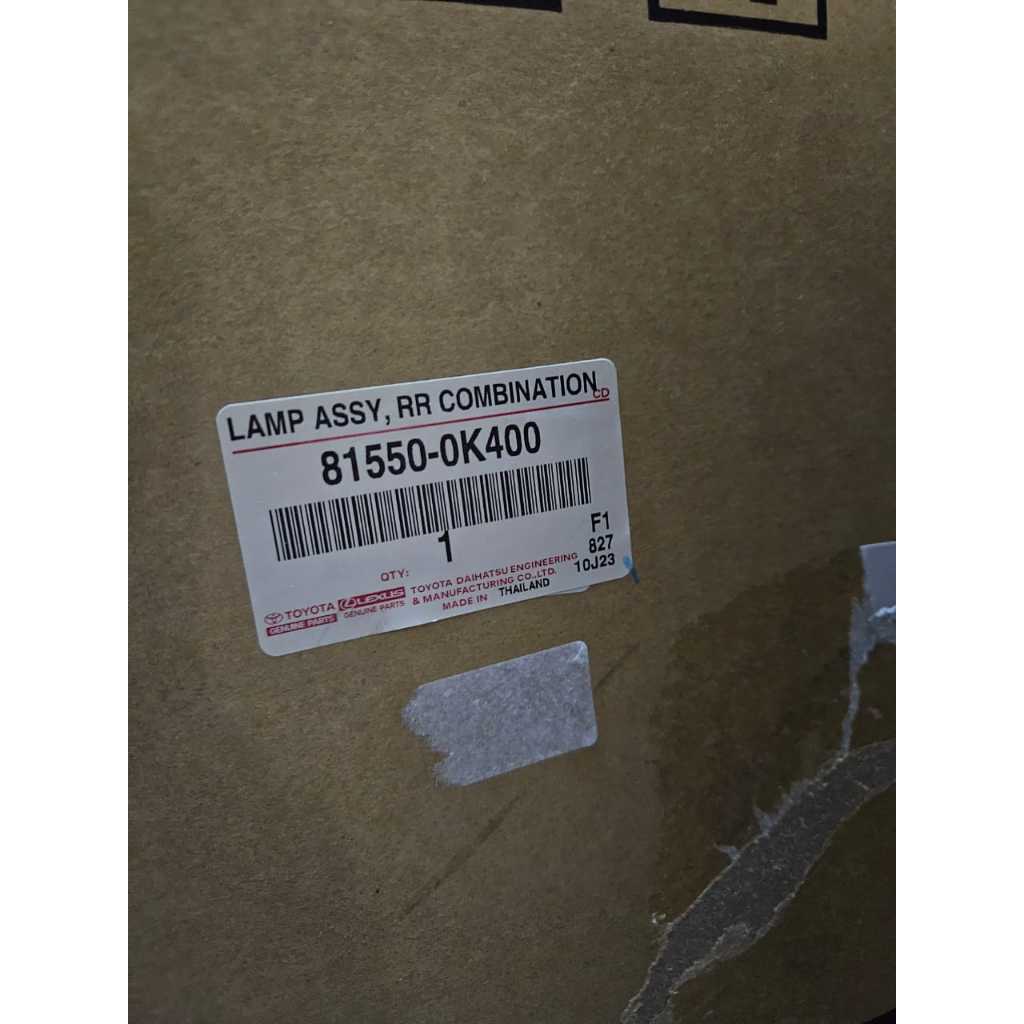 LAMP ASSY, RR COMBINATION
CD
81550-0K400
1
F1
827
10J23
QTY:
TOYOTA
GENUINE PARTS
LEXUS
GENUINE PARTS
TOYOTA DAIHATSU ENGINEERING
& MANUFACTURING CO.,LTD.
MADE IN THAILAND